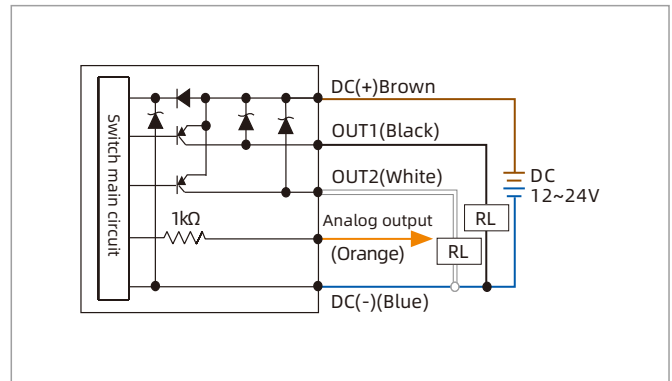 DC(+)Brown
OUT1(Black)
OUT2(White)
DC
12~24V
RL
1kΩ
Analog output
(Orange)
RL
DC(-)(Blue)
Switch main circuit